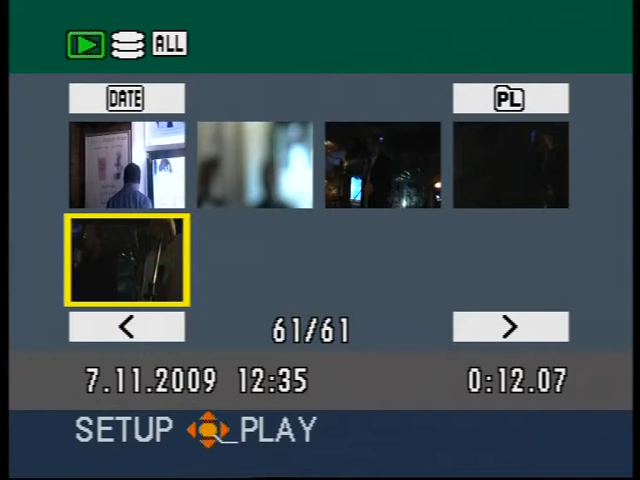 ALL
DATE PL
< 61/61 >
7.11.2009 12:35 0:12.07
SETUP PLAY